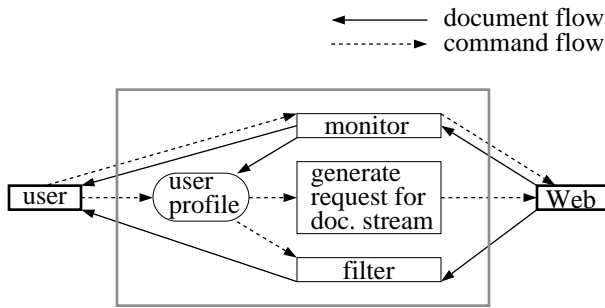 document flow
command flow
monitor
user
profile
generate
request for
doc. stream
user
Web
filter